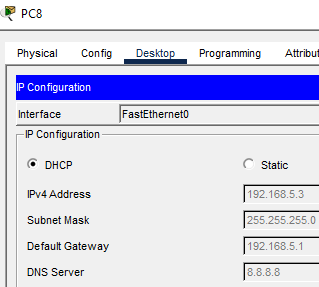 PC8
Physical Config Desktop Programming Attribut
IP Configuration
Interface FastEthernet0
IP Configuration
DHCP Static
IPv4 Address 192.168.5.3
Subnet Mask 255.255.255.0
Default Gateway 192.168.5.1
DNS Server 8.8.8.8